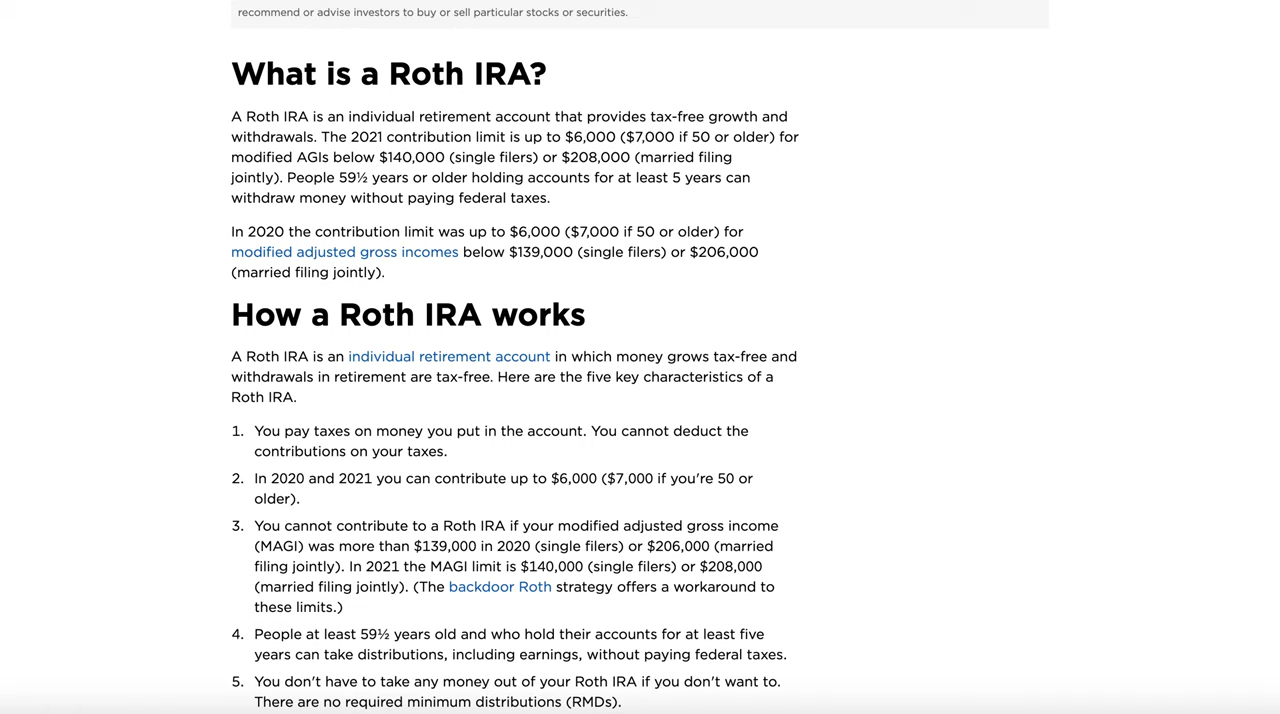 recommend or advise investors to buy or sell particular stocks or securities.
What is a Roth IRA?
A Roth IRA is an individual retirement account that provides tax-free growth and
withdrawals. The 2021 contribution limit is up to $6,000 ($7,000 if 50 or older) for
modified AGIs below $140,000 (single filers) or $208,000 (married filing
jointly). People 59½ years or older holding accounts for at least 5 years can
withdraw money without paying federal taxes.
In 2020 the contribution limit was up to $6,000 ($7,000 if 50 or older) for
modified adjusted gross incomes below $139,000 (single filers) or $206,000
(married filing jointly).
How a Roth IRA works
A Roth IRA is an individual retirement account in which money grows tax-free and
withdrawals in retirement are tax-free. Here are the five key characteristics of a
Roth IRA.
1. You pay taxes on money you put in the account. You cannot deduct the
contributions on your taxes.
2. In 2020 and 2021 you can contribute up to $6,000 ($7,000 if you're 50 or
older).
3. You cannot contribute to a Roth IRA if your modified adjusted gross income
(MAGI) was more than $139,000 in 2020 (single filers) or $206,000 (married
filing jointly). In 2021 the MAGI limit is $140,000 (single filers) or $208,000
(married filing jointly). (The backdoor Roth strategy offers a workaround to
these limits.)
4. People at least 59½ years old and who hold their accounts for at least five
years can take distributions, including earnings, without paying federal taxes.
5. You don't have to take any money out of your Roth IRA if you don't want to.
There are no required minimum distributions (RMDs).